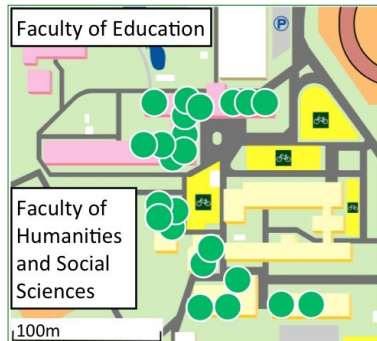 Faculty of Education
P
Faculty of
Humanities
and Social
Sciences
100m